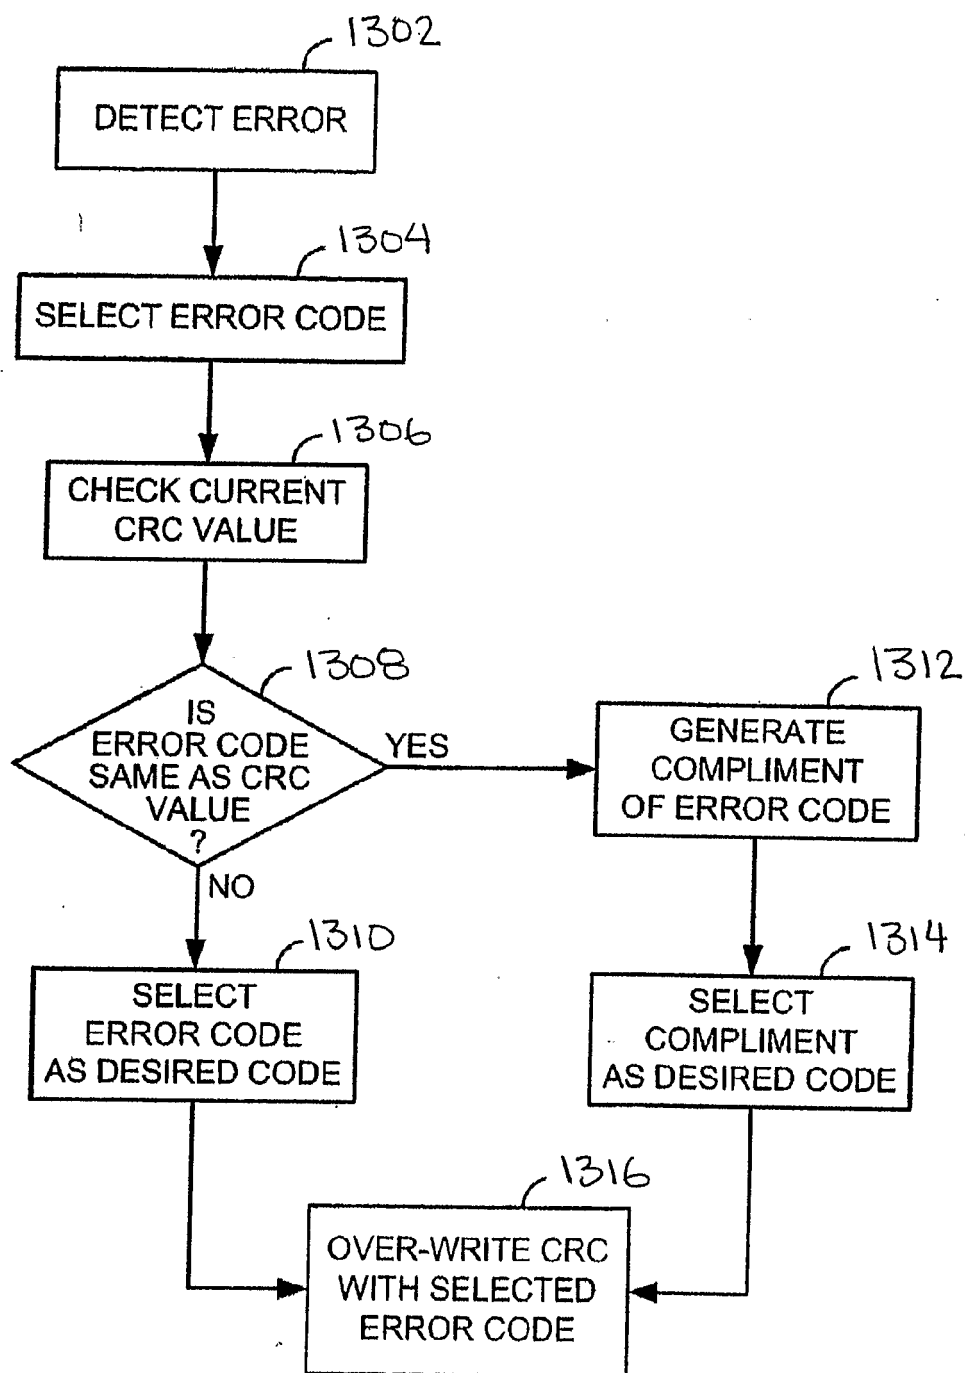 1302
DETECT ERROR
1304
SELECT ERROR CODE
1306
CHECK CURRENT
CRC VALUE
1308
IS
ERROR CODE
SAME AS CRC
VALUE
?
YES
NO
1312
GENERATE
COMPLIMENT
OF ERROR CODE
1310
SELECT
ERROR CODE
AS DESIRED CODE
1314
SELECT
COMPLIMENT
AS DESIRED CODE
1316
OVER-WRITE CRC
WITH SELECTED
ERROR CODE